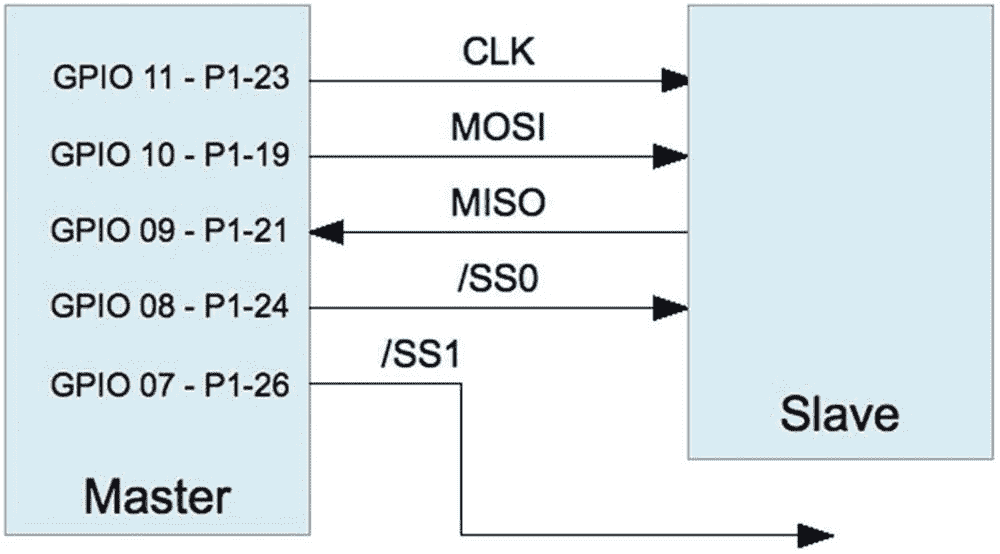 CLK
GPIO 11 - P1-23
MOSI
GPIO 10 - P1-19
MISO
GPIO 09 - P1-21
/SS0
GPIO 08 - P1-24
/SS1
GPIO 07 - P1-26
Slave
Master